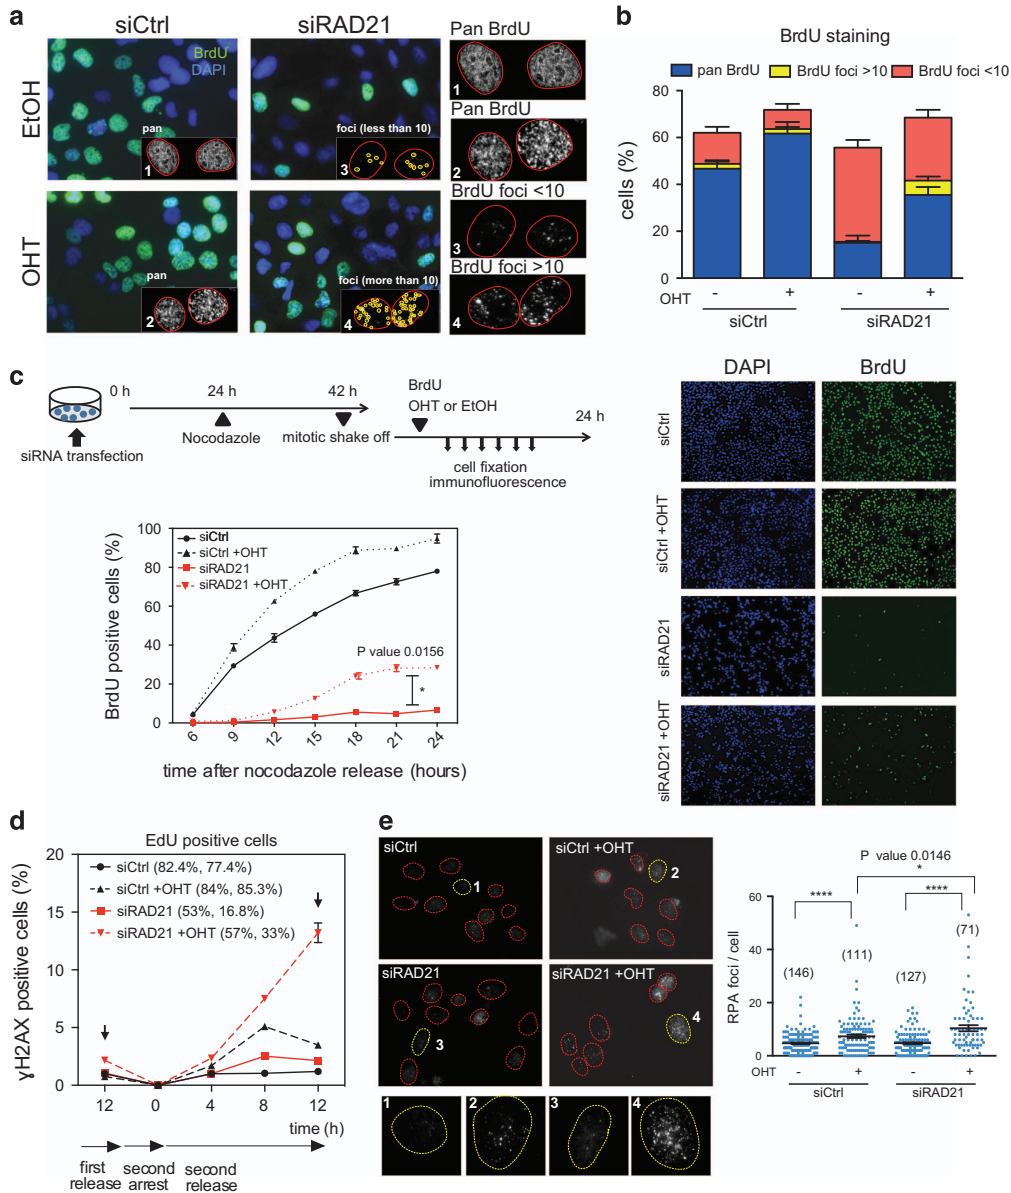 a
siCtrl
siRAD21
EtOH
OHT
BrdU
DAPI
pan
1
foci (less than 10)
3
pan
2
foci (more than 10)
4
Pan BrdU
1
Pan BrdU
2
BrdU foci <10
3
BrdU foci >10
4
b
BrdU staining
pan BrdU
BrdU foci >10
BrdU foci <10
cells (%)
80
60
40
20
0
OHT
- + - +
siCtrl
siRAD21
c
0 h
24 h
42 h
BrdU
OHT or EtOH
24 h
Nocodazole
mitotic shake off
siRNA transfection
cell fixation
immunofluorescence
BrdU positive cells (%)
100
80
60
40
20
0
siCtrl
siCtrl +OHT
siRAD21
siRAD21 +OHT
P value 0.0156
*
6 9 12 15 18 21 24
time after nocodazole release (hours)
DAPI
BrdU
siCtrl
siCtrl +OHT
siRAD21
siRAD21 +OHT
d
EdU positive cells
γH2AX positive cells (%)
20
15
10
5
0
siCtrl (82.4%, 77.4%)
siCtrl +OHT (84%, 85.3%)
siRAD21 (53%, 16.8%)
siRAD21 +OHT (57%, 33%)
12 0 4 8 12
time (h)
first
release
second
arrest
second
release
e
siCtrl
1
siCtrl +OHT
2
siRAD21
3
siRAD21 +OHT
4
1
2
3
4
P value 0.0146
*
****
****
RPA foci / cell
60
40
20
0
(146)
(111)
(127)
(71)
OHT
- + - +
siCtrl
siRAD21